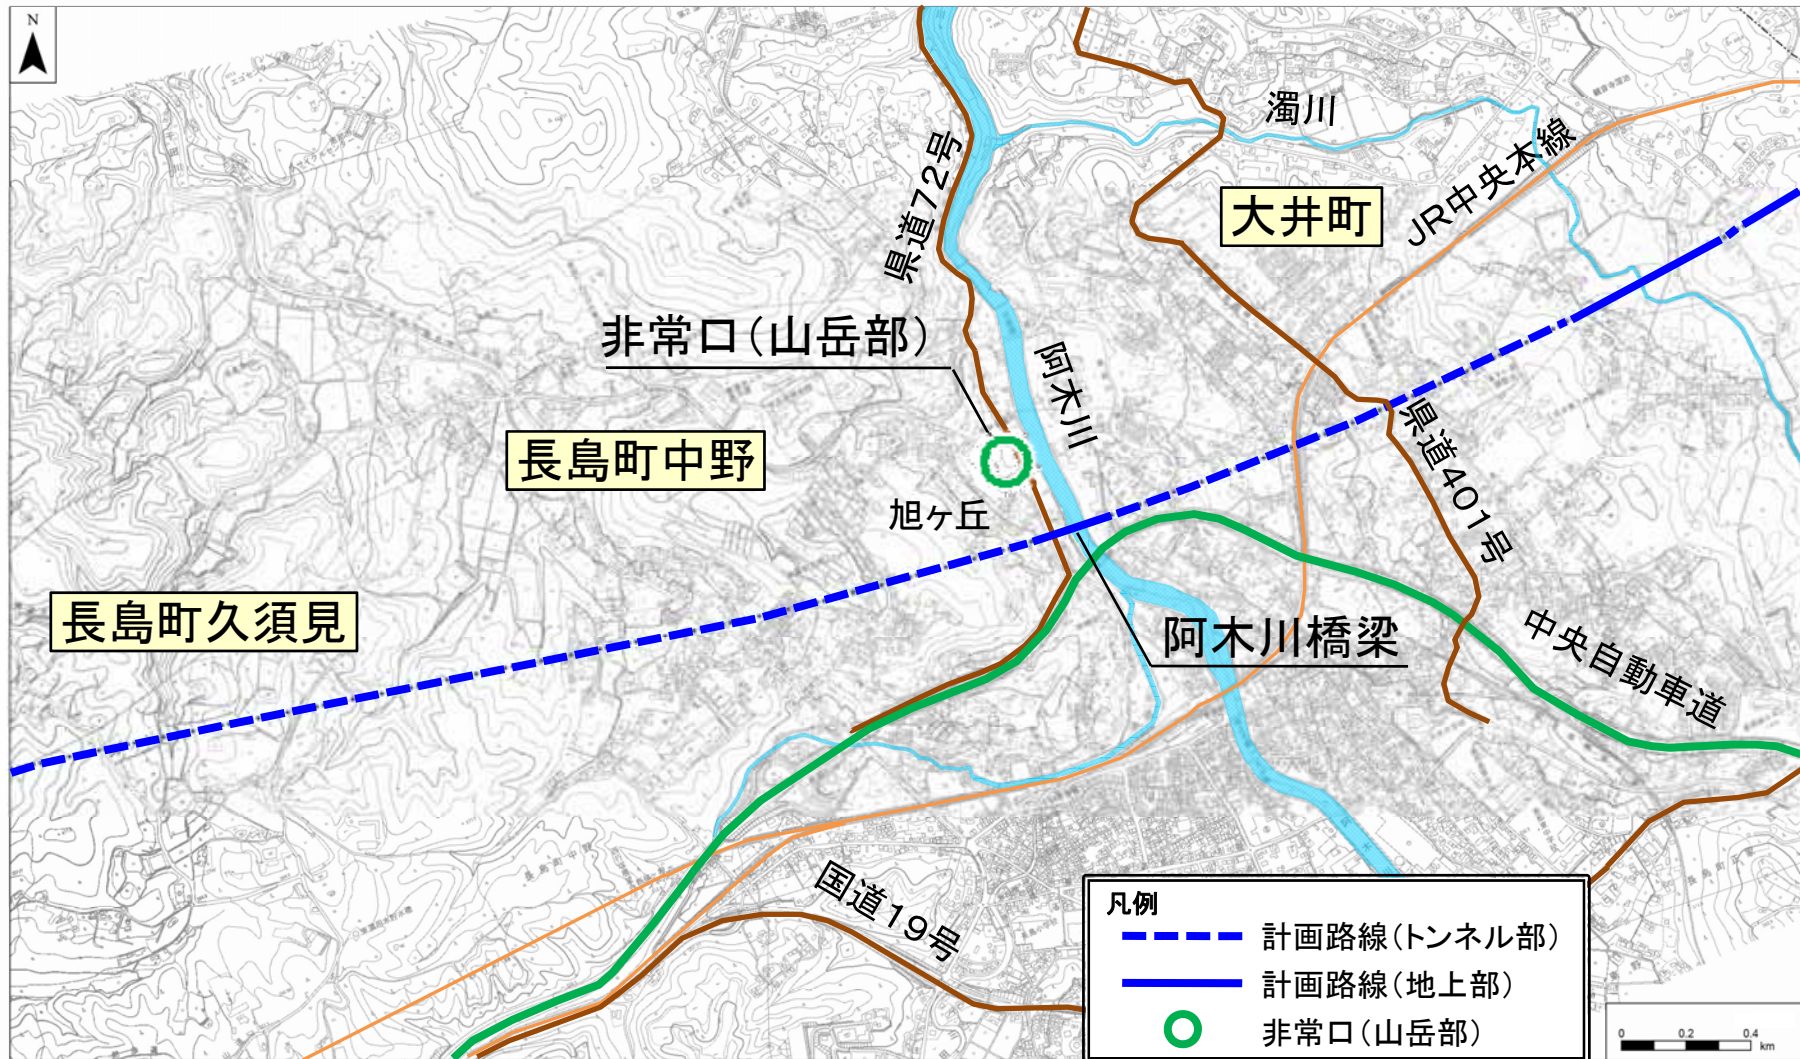 N
濁川
JR中央本線
県道72号
大井町
非常口(山岳部)
阿木川
長島町中野
県道401号
旭ヶ丘
長島町久須見
阿木川橋梁
中央自動車道
国道19号
凡例
計画路線(トンネル部)
計画路線(地上部)
非常口(山岳部)
0 0.2 0.4
km